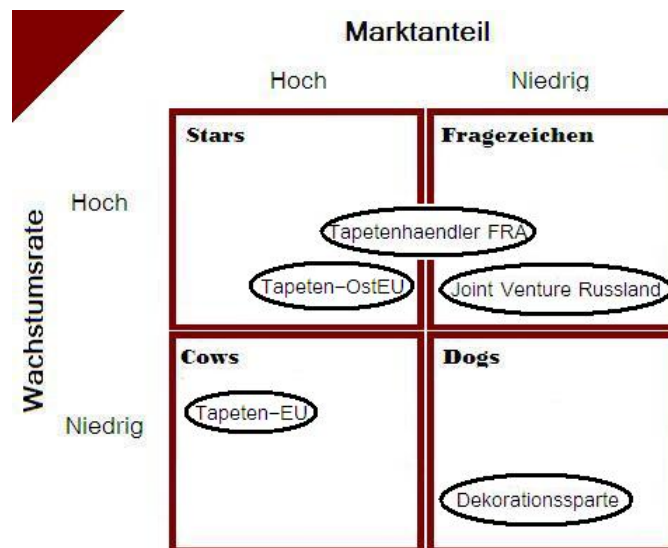 Marktanteil
Hoch
Niedrig
Stars
Fragezeichen
Wachstumsrate
Hoch
Tapetenhaendler FRA
Tapeten-OstEU
Joint Venture Russland
Cows
Dogs
Tapeten-EU
Niedrig
Dekorationssparte